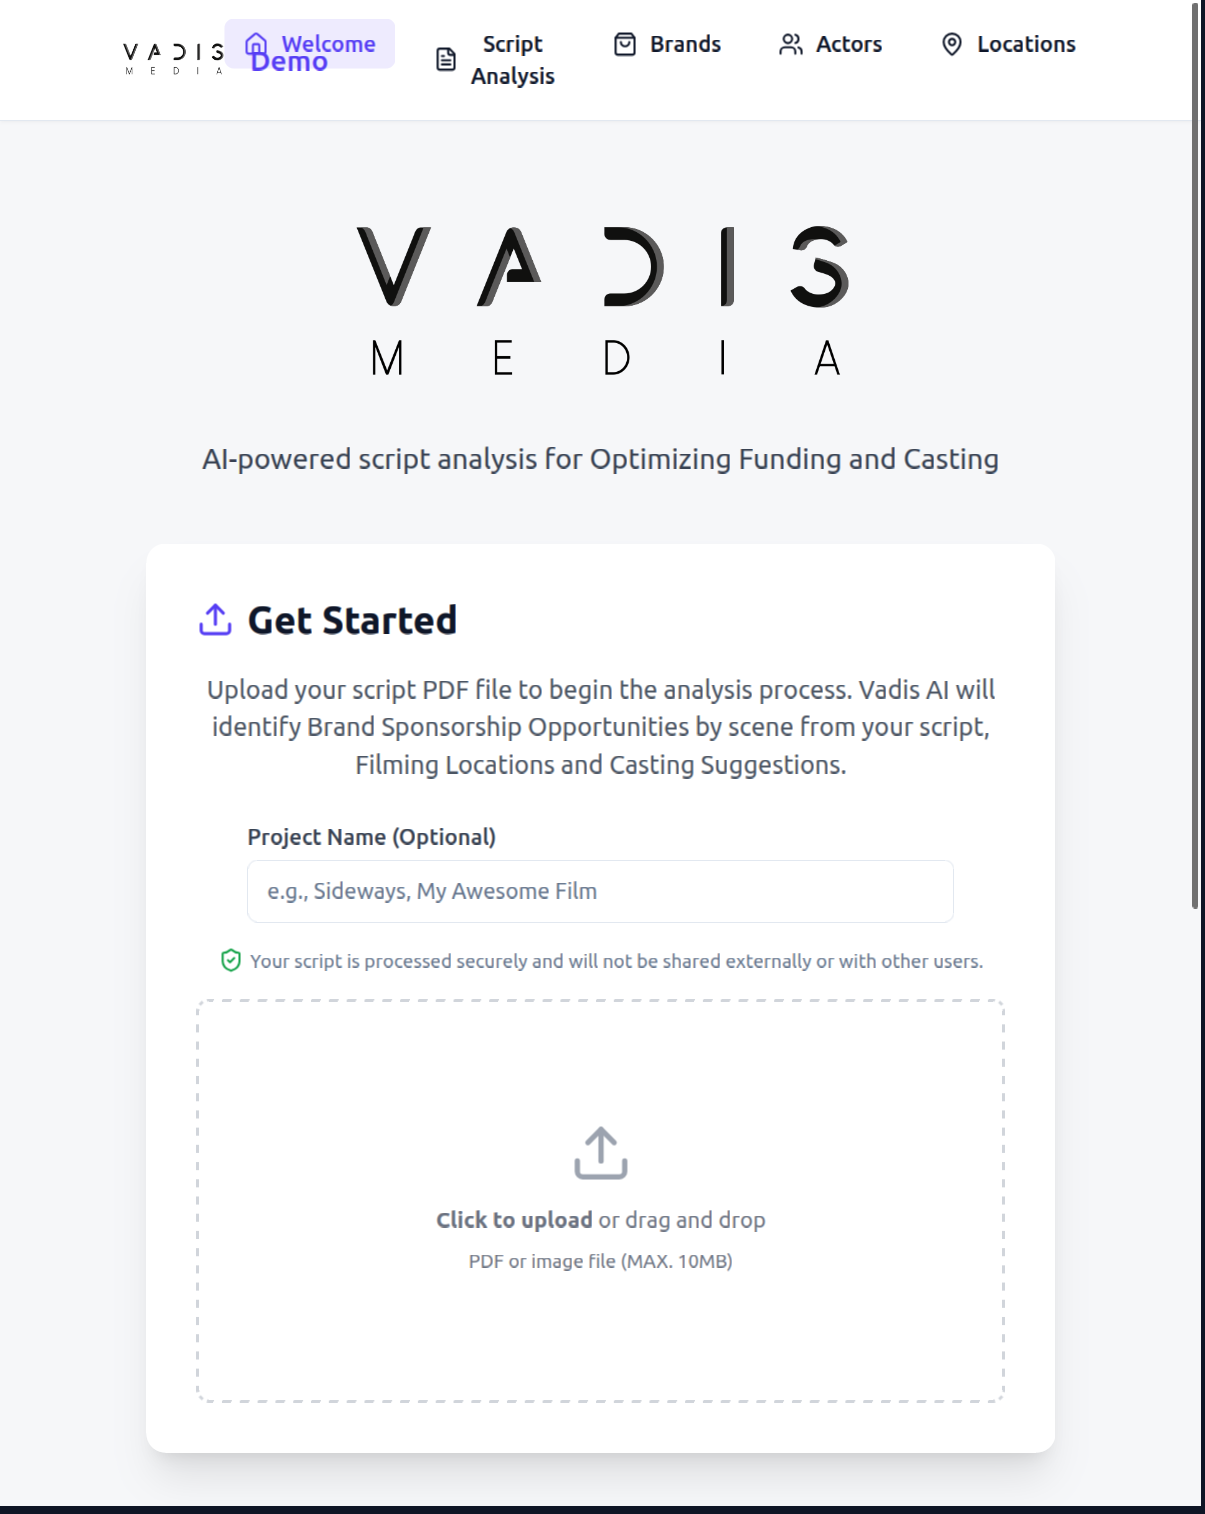 VADIS
MEDIA
Demo
Welcome
Script
Analysis
Brands
Actors
Locations
VADIS
MEDIA
AI-powered script analysis for Optimizing Funding and Casting
Get Started
Upload your script PDF file to begin the analysis process. Vadis AI will
identify Brand Sponsorship Opportunities by scene from your script,
Filming Locations and Casting Suggestions.
Project Name (Optional)
e.g., Sideways, My Awesome Film
Your script is processed securely and will not be shared externally or with other users.
Click to upload or drag and drop
PDF or image file (MAX. 10MB)